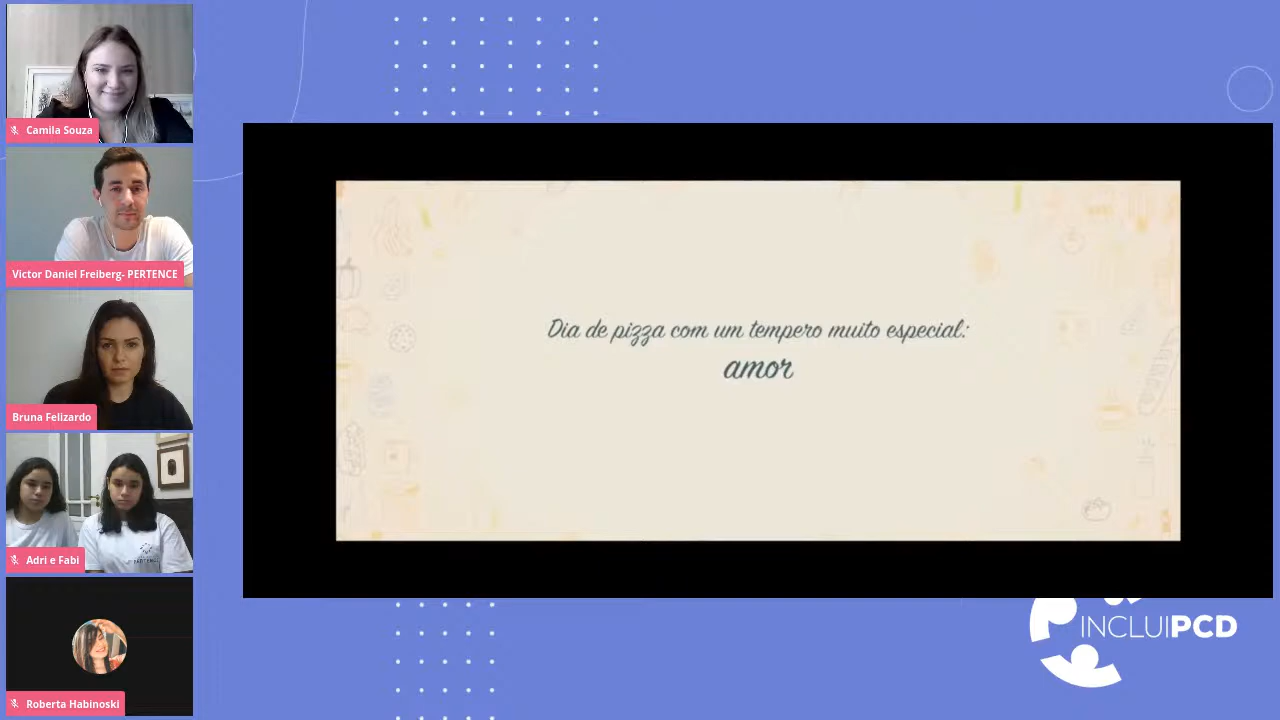 Camila Souza
Victor Daniel Freiberg- PERTENCE
Bruna Felizardo
Adri e Fabi
Roberta Habinoski
Dia de pizza com um tempero muito especial:
amor
INCLUIPCD